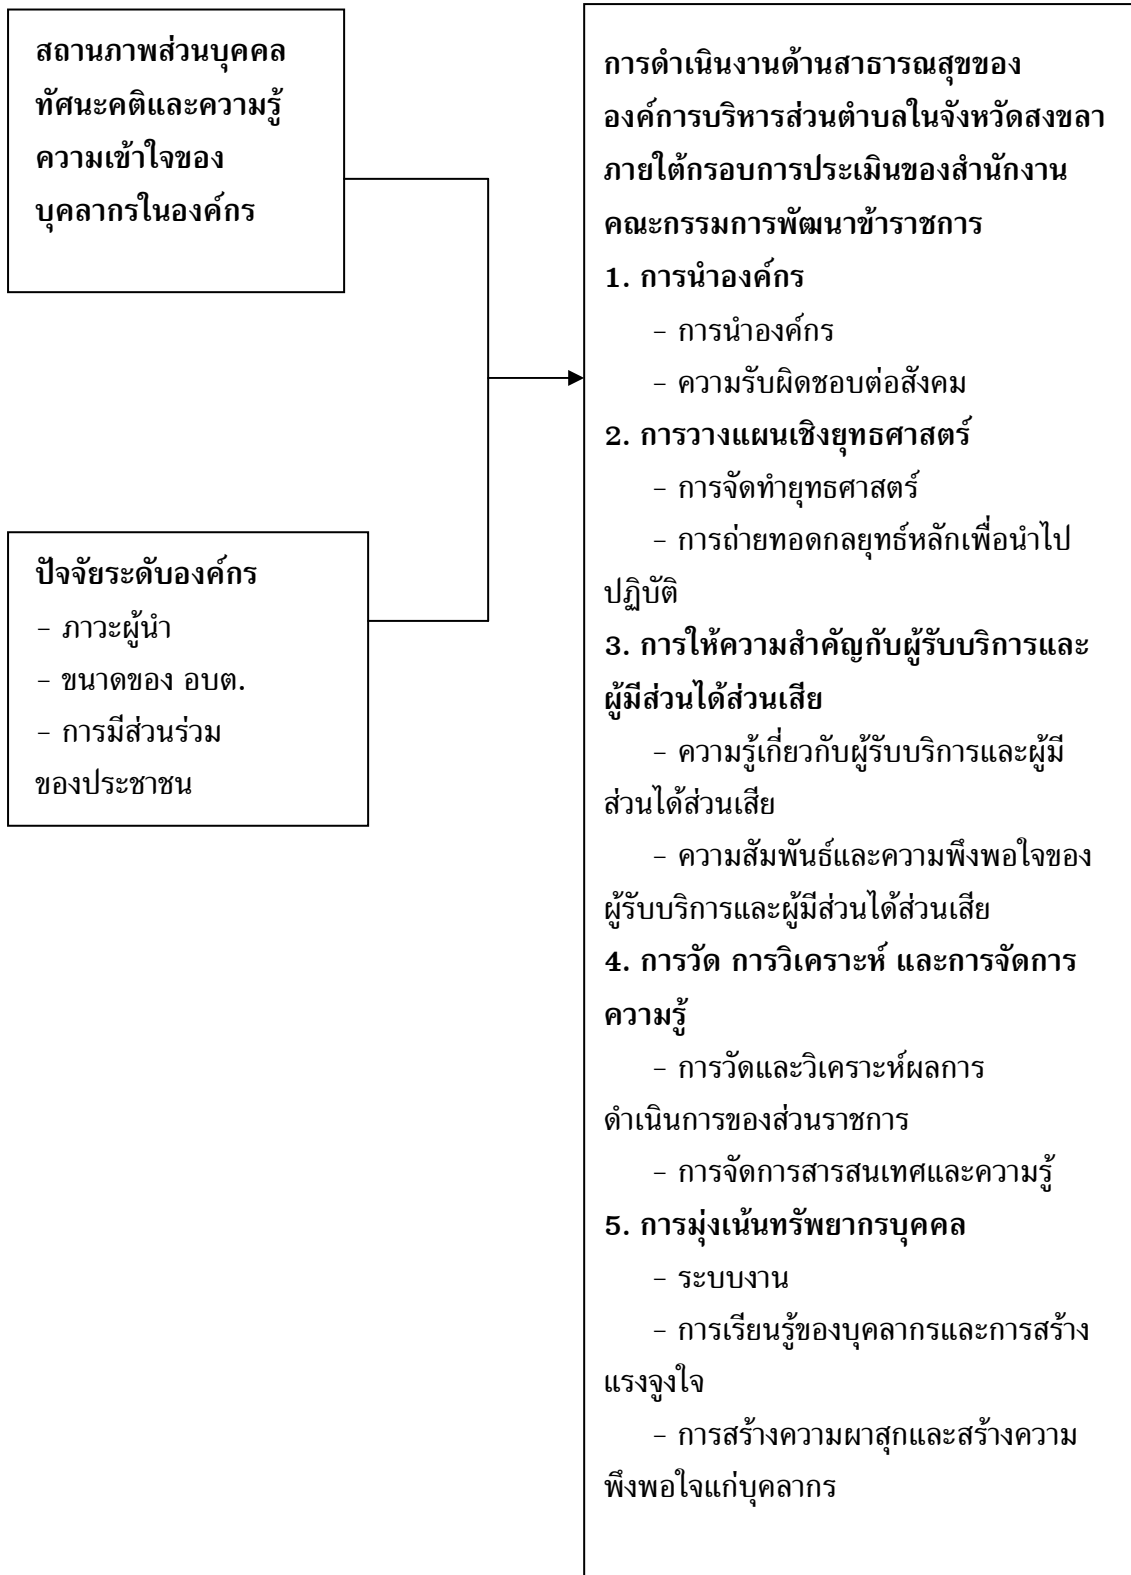 สถานภาพส่วนบุคคล
ทัศนะคติและความรู้
ความเข้าใจของ
บุคลากรในองค์กร
ปัจจัยระดับองค์กร
- ภาวะผู้นำ
- ขนาดของ อบต.
- การมีส่วนร่วม
ของประชาชน
การดำเนินงานด้านสาธารณสุขของ
องค์การบริหารส่วนตำบลในจังหวัดสงขลา
ภายใต้กรอบการประเมินของสำนักงาน
คณะกรรมการพัฒนาข้าราชการ
1. การนำองค์กร
- การนำองค์กร
- ความรับผิดชอบต่อสังคม
2. การวางแผนเชิงยุทธศาสตร์
- การจัดทำยุทธศาสตร์
- การถ่ายทอดกลยุทธ์หลักเพื่อนำไป
ปฏิบัติ
3. การให้ความสำคัญกับผู้รับบริการและ
ผู้มีส่วนได้ส่วนเสีย
- ความรู้เกี่ยวกับผู้รับบริการและผู้มี
ส่วนได้ส่วนเสีย
- ความสัมพันธ์และความพึงพอใจของ
ผู้รับบริการและผู้มีส่วนได้ส่วนเสีย
4. การวัด การวิเคราะห์ และการจัดการ
ความรู้
- การวัดและวิเคราะห์ผลการ
ดำเนินการของส่วนราชการ
- การจัดการสารสนเทศและความรู้
5. การมุ่งเน้นทรัพยากรบุคคล
- ระบบงาน
- การเรียนรู้ของบุคลากรและการสร้าง
แรงจูงใจ
- การสร้างความผาสุกและสร้างความ
พึงพอใจแก่บุคลากร